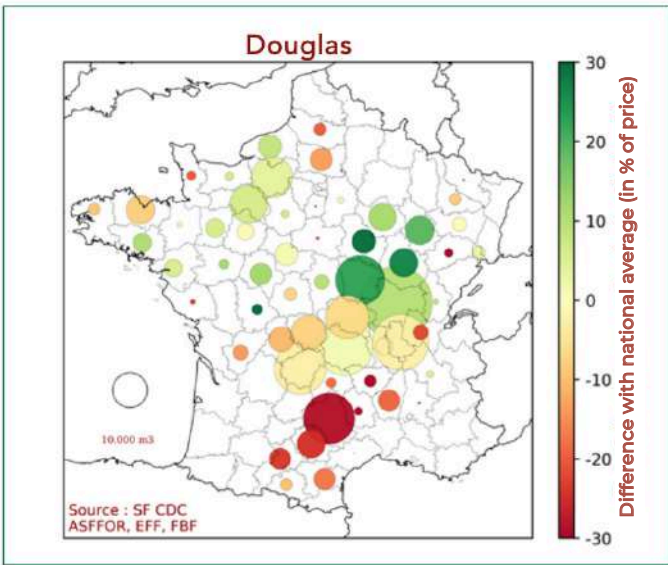 Douglas
30
20
10
0
-10
-20
-30
Difference with national average (in % of price)
10.000 m3
Source : SF CDC
ASFFOR, EFF, FBF